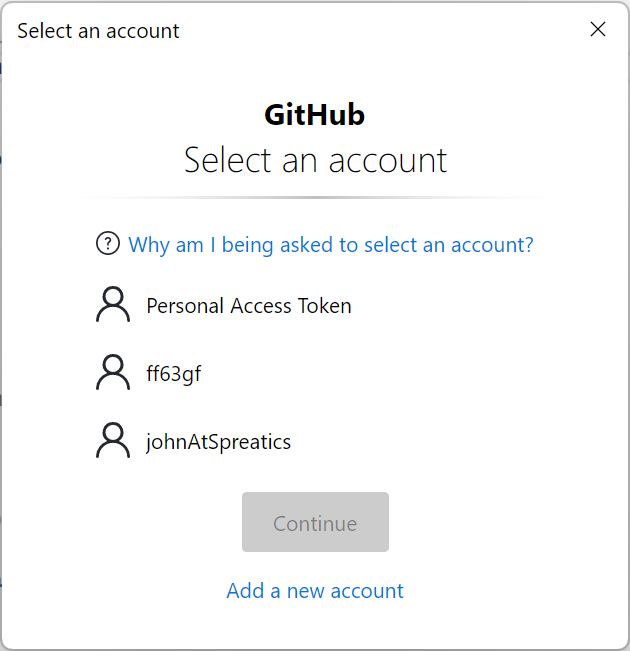 Select an account
GitHub
Select an account
? Why am I being asked to select an account?
Personal Access Token
ff63gf
johnAtSpreatics
Continue
Add a new account